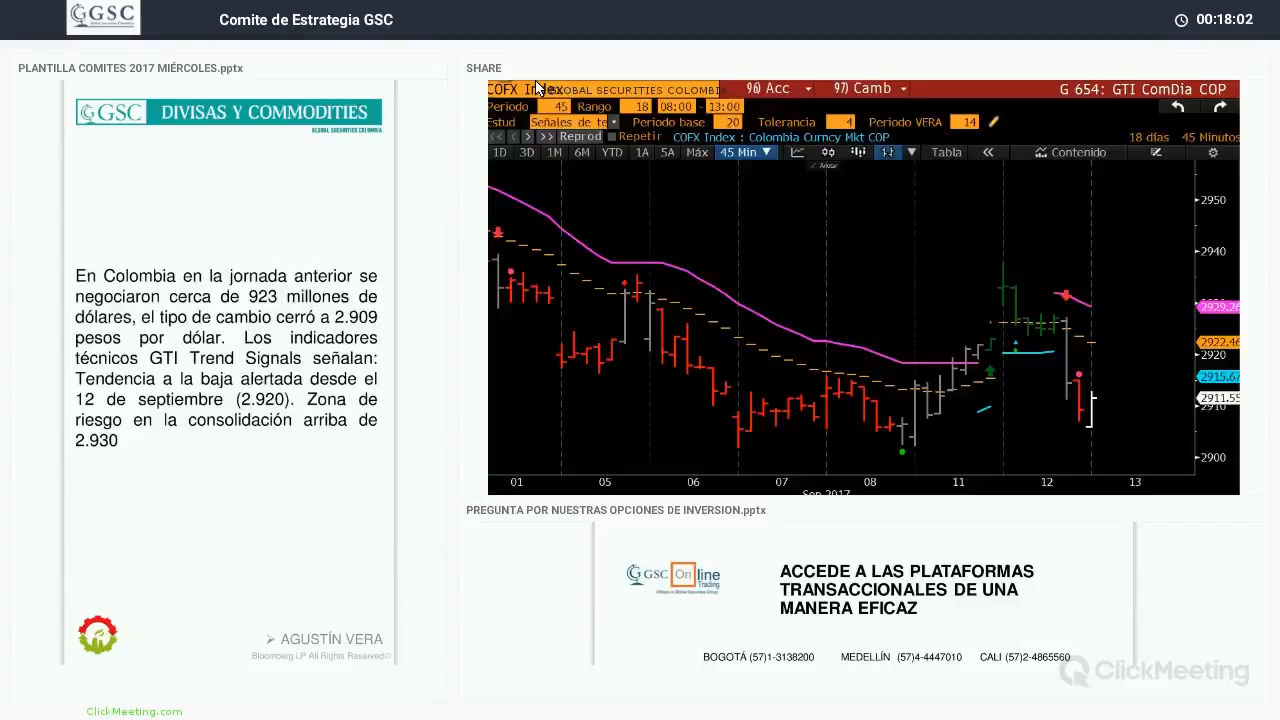 GSC
Comite de Estrategia GSC
00:18:02
PLANTILLA COMITES 2017 MIÉRCOLES.pptx
GSC DIVISAS Y COMMODITIES
GLOBAL SECURITIES COLOMBIA
En Colombia en la jornada anterior se
negociaron cerca de 923 millones de
dólares, el tipo de cambio cerró a 2.909
pesos por dólar. Los indicadores
técnicos GTI Trend Signals señalan:
Tendencia a la baja alertada desde el
12 de septiembre (2.920). Zona de
riesgo en la consolidación arriba de
2.930
➢ AGUSTÍN VERA
Bloomberg LP All Rights Reserved©
SHARE
COFX Index GLOBAL SECURITIES COLOMBI 96) Acc 97) Camb G 654: GTI ComDia COP
Periodo 45 Rango 18 08:00 - 13:00
Estud Señales de te Periodo base 20 Tolerancia 4 Periodo VERA 14
Reprod Repetir COFX Index : Colombia Curncy Mkt COP 18 días 45 Minutos
1D 3D 1M 6M YTD 1A 5A Máx 45 Min ▼ Tabla Contenido
Anotar
2950
2940
2929.26
2922.46
2920
2915.67
2911.55
2910
2900
01 05 06 07 08 11 12 13
Sep 2017
PREGUNTA POR NUESTRAS OPCIONES DE INVERSION.pptx
GSC Online
Trading
ACCEDE A LAS PLATAFORMAS
TRANSACCIONALES DE UNA
MANERA EFICAZ
BOGOTÁ (57)1-3138200 MEDELLÍN (57)4-4447010 CALI (57)2-4865560
ClickMeeting
ClickMeeting.com